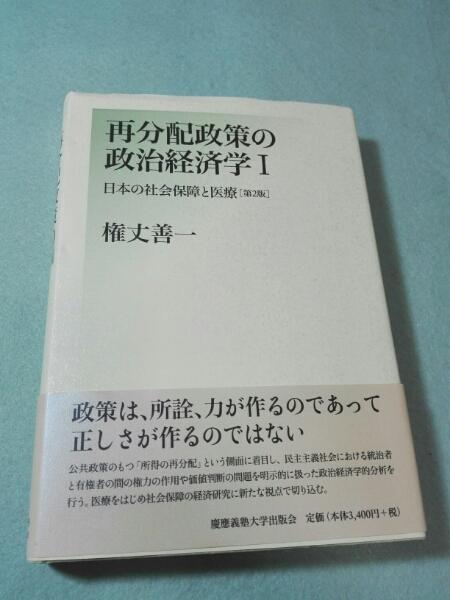 再分配政策の
政治経済学Ⅰ
日本の社会保障と医療［第2版］
権丈善一
政策は、所詮、力が作るのであって
正しさが作るのではない
公共政策のもつ「所得の再分配」という側面に着目し、民主主義社会における統治者
と有権者の間の権力の作用や価値判断の問題を明示的に扱った政治経済学的分析を
行う。医療をはじめ社会保障の経済研究に新たな視点で切り込む。
慶應義塾大学出版会　定価（本体3,400円＋税）